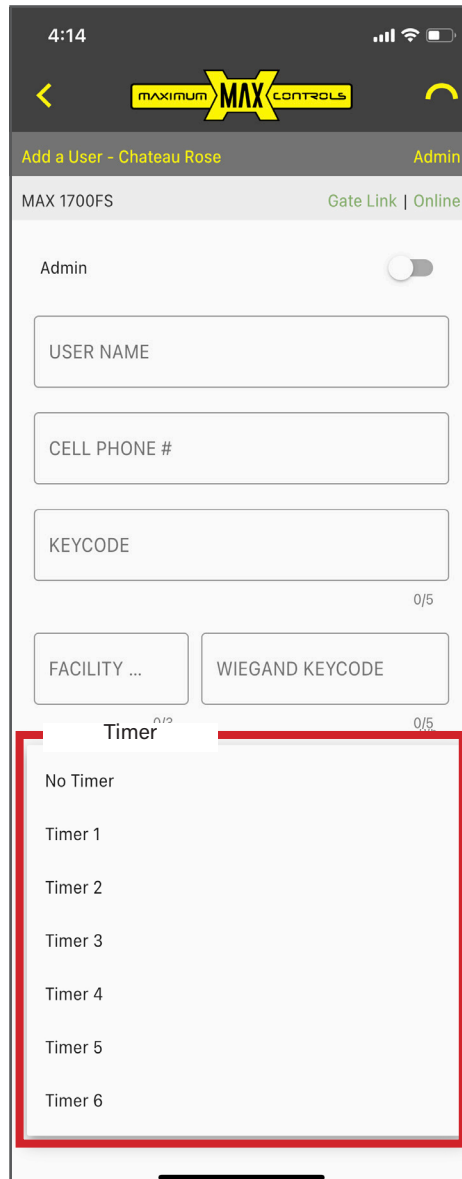 4:14
MAXIMUM MAX CONTROLS
Add a User - Chateau Rose Admin
MAX 1700FS Gate Link | Online
Admin
USER NAME
CELL PHONE #
KEYCODE
0/5
FACILITY ... WIEGAND KEYCODE
0/3 0/5
Timer
No Timer
Timer 1
Timer 2
Timer 3
Timer 4
Timer 5
Timer 6